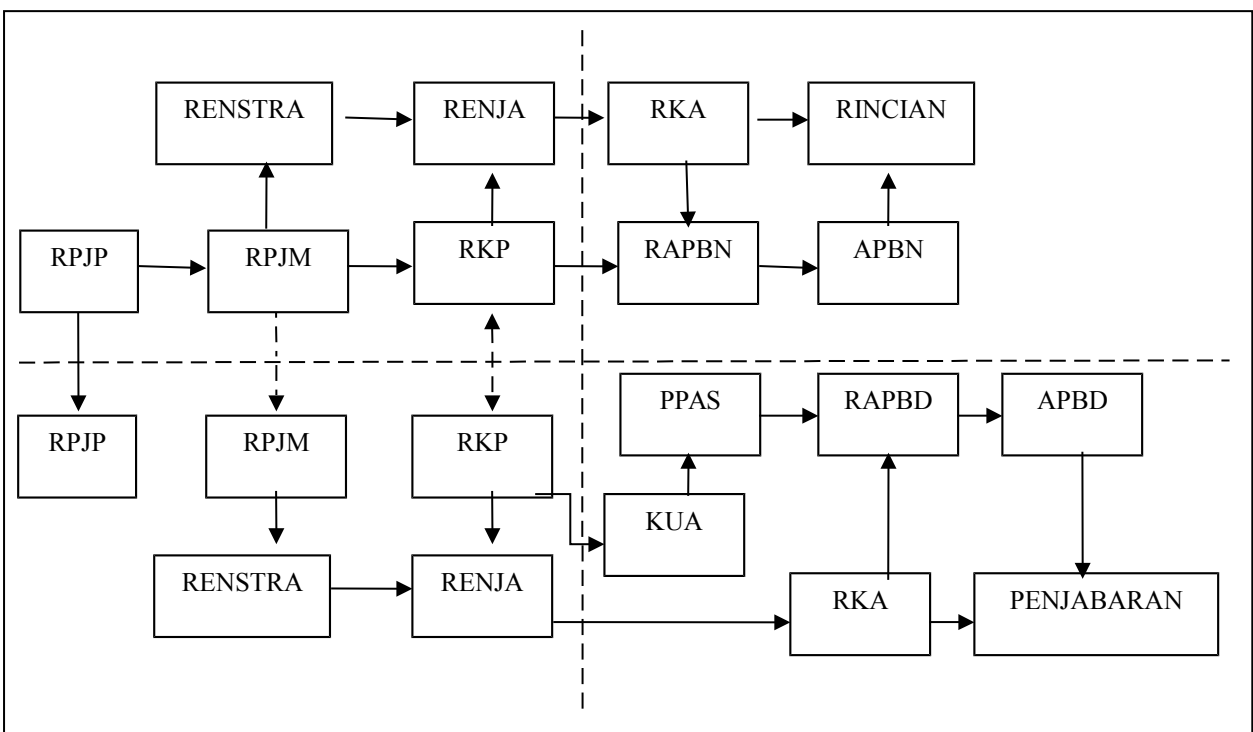 RENSTRA
RENJA
RKA
RINCIAN
RPJP
RPJM
RKP
RAPBN
APBN
PPAS
RAPBD
APBD
RPJP
RPJM
RKP
KUA
RENSTRA
RENJA
RKA
PENJABARAN